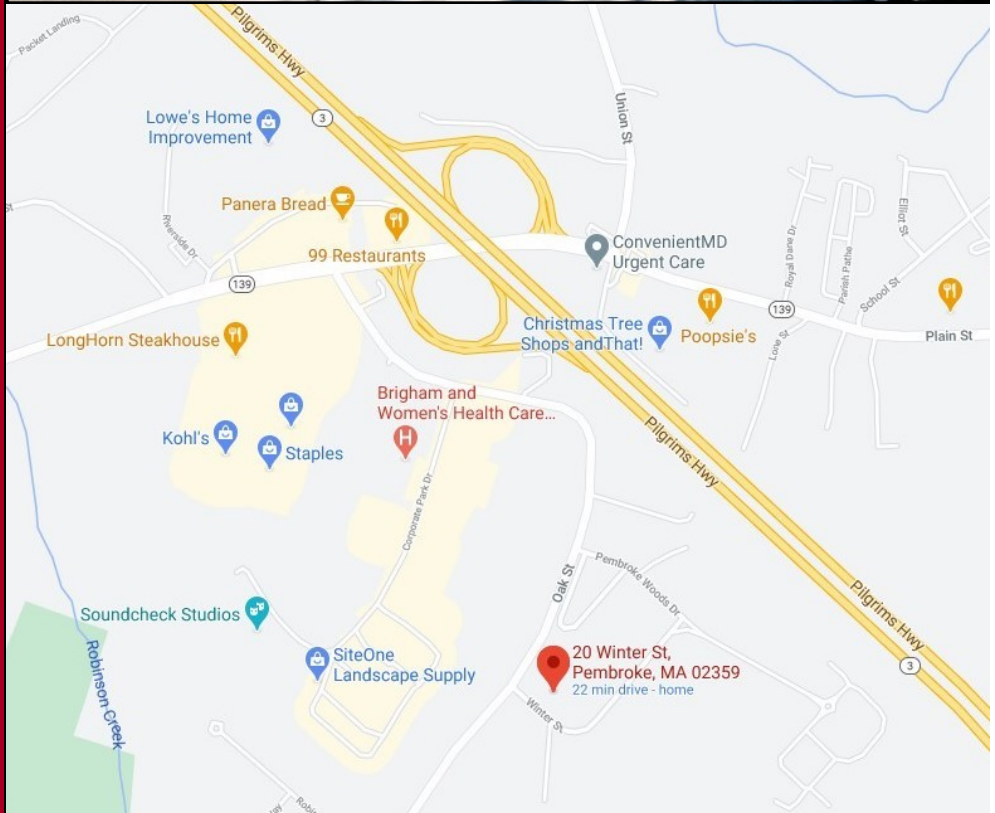 Packet Landing
Pilgrims Hwy
3
Lowe's Home
Improvement
Union St
Panera Bread
99 Restaurants
St
Riverside Dr
139
ConvenientMD
Urgent Care
Royal Dane Dr
Parish Pathe
Elliot St
School St
LongHorn Steakhouse
Christmas Tree
Shops andThat!
Poopsie's
139
Lone St
Plain St
Brigham and
Women's Health Care...
H
Kohl's
Staples
Pilgrims Hwy
Corporate Park Dr
Oak St
Pembroke Woods Dr
Pilgrims Hwy
Soundcheck Studios
SiteOne
Landscape Supply
20 Winter St,
Pembroke, MA 02359
22 min drive - home
3
Robinson Creek
Winter St